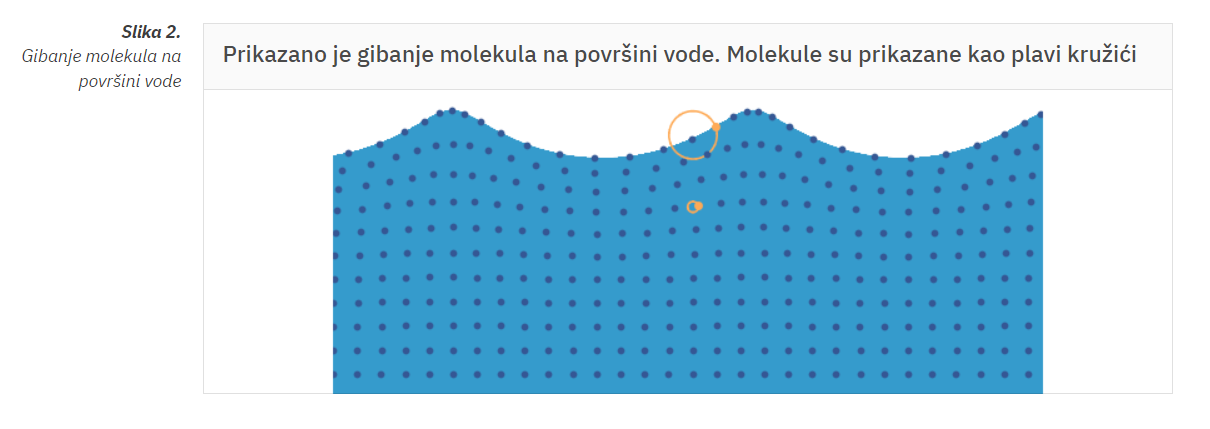 Slika 2.
Gibanje molekula na
površini vode
Prikazano je gibanje molekula na površini vode. Molekule su prikazane kao plavi kružići